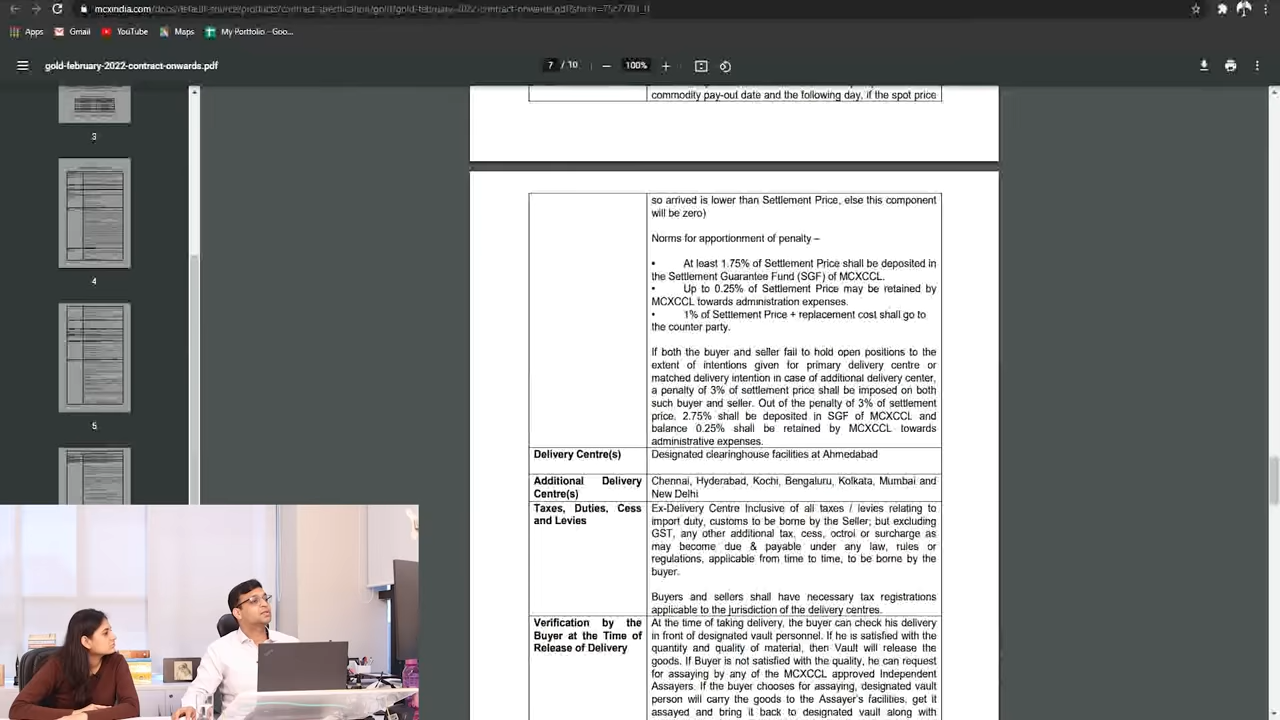 mcxindia.com
Apps Gmail YouTube Maps My Portfolio –Goo...
gold-february-2022-contract-onwards.pdf 7 / 10 100%
3
4
5
commodity pay-out date and the following day, if the spot price
so arrived is lower than Settlement Price, else this component
will be zero)
Norms for apportionment of penalty –
• At least 1.75% of Settlement Price shall be deposited in
the Settlement Guarantee Fund (SGF) of MCXCCL.
• Up to 0.25% of Settlement Price may be retained by
MCXCCL towards administration expenses.
• 1% of Settlement Price + replacement cost shall go to
the counter party.
If both the buyer and seller fail to hold open positions to the
extent of intentions given for primary delivery centre or
matched delivery intention in case of additional delivery center,
a penalty of 3% of settlement price shall be imposed on both
such buyer and seller. Out of the penalty of 3% of settlement
price, 2.75% shall be deposited in SGF of MCXCCL and
balance 0.25% shall be retained by MCXCCL towards
administrative expenses.
Delivery Centre(s) Designated clearinghouse facilities at Ahmedabad
Additional Delivery Chennai, Hyderabad, Kochi, Bengaluru, Kolkata, Mumbai and
Centre(s) New Delhi
Taxes, Duties, Cess Ex-Delivery Centre Inclusive of all taxes / levies relating to
and Levies import duty, customs to be borne by the Seller; but excluding
GST, any other additional tax, cess, octroi or surcharge as
may become due & payable under any law, rules or
regulations, applicable from time to time, to be borne by the
buyer.
Buyers and sellers shall have necessary tax registrations
applicable to the jurisdiction of the delivery centres.
Verification by the At the time of taking delivery, the buyer can check his delivery
Buyer at the Time of in front of designated vault personnel. If he is satisfied with the
Release of Delivery quantity and quality of material, then Vault will release the
goods. If Buyer is not satisfied with the quality, he can request
for assaying by any of the MCXCCL approved Independent
Assayers. If the buyer chooses for assaying, designated vault
person will carry the goods to the Assayer's facilities, get it
assayed and bring it back to designated vault along with